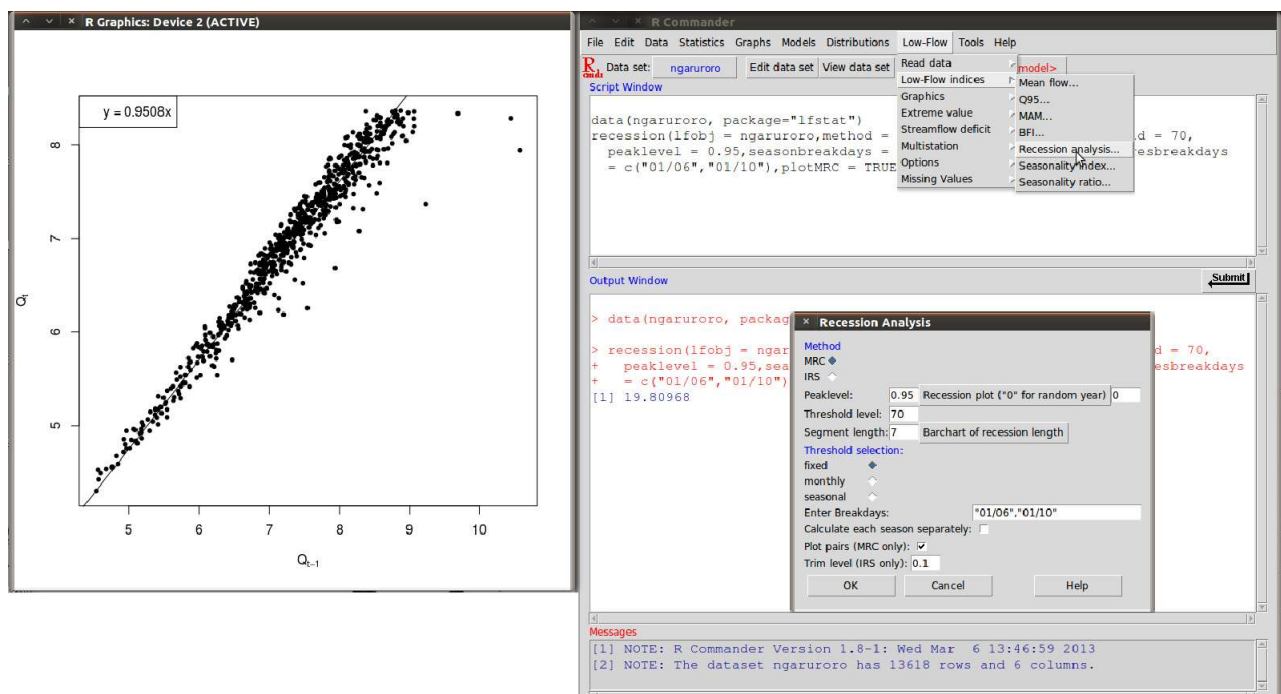 R Graphics: Device 2 (ACTIVE)
y = 0.9508x
8
7
6
5
Qt
5 6 7 8 9 10
Qt−1
R Commander
File Edit Data Statistics Graphs Models Distributions Low-Flow Tools Help
R cmdr Data set: ngaruroro Edit data set View data set model>
Read data
Low-Flow indices
Graphics
Extreme value
Streamflow deficit
Multistation
Options
Missing Values
Mean flow...
Q95...
MAM...
BFI...
Recession analysis...
Seasonality index...
Seasonality ratio...
Script Window
data(ngaruroro, package="lfstat")
recession(lfobj = ngaruroro,method = d = 70,
peaklevel = 0.95,seasonbreakdays = esbreakdays
= c("01/06","01/10"),plotMRC = TRUE
Output Window
Submit
> data(ngaruroro, packag
> recession(lfobj = ngar d = 70,
+ peaklevel = 0.95,sea esbreakdays
+ = c("01/06","01/10")
[1] 19.80968
Recession Analysis
Method
MRC
IRS
Peaklevel: 0.95 Recession plot ("0" for random year) 0
Threshold level: 70
Segment length: 7 Barchart of recession length
Threshold selection:
fixed
monthly
seasonal
Enter Breakdays: "01/06","01/10"
Calculate each season separately:
Plot pairs (MRC only):
Trim level (IRS only): 0.1
OK Cancel Help
Messages
[1] NOTE: R Commander Version 1.8-1: Wed Mar 6 13:46:59 2013
[2] NOTE: The dataset ngaruroro has 13618 rows and 6 columns.